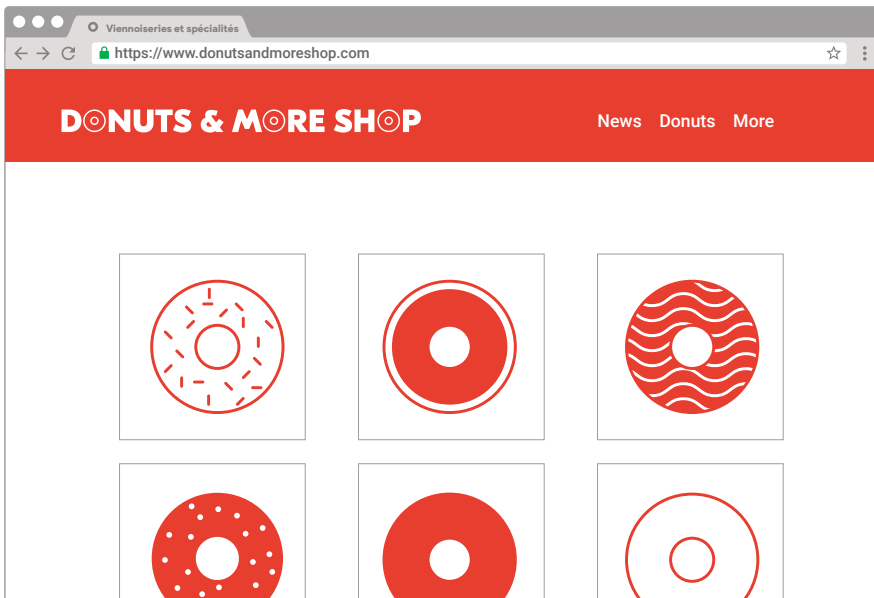 Viennoiseries et spécialités
https://www.donutsandmoreshop.com
DONUTS & MORE SHOP
News Donuts More